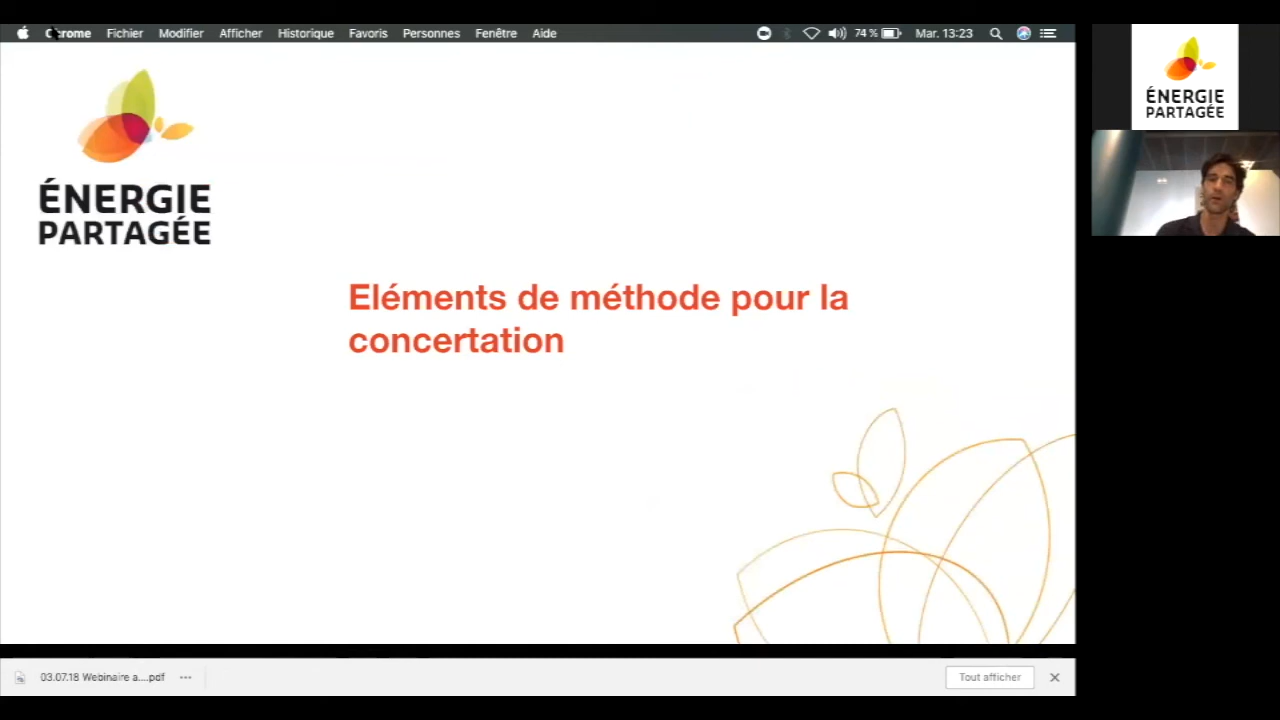 Chrome Fichier Modifier Afficher Historique Favoris Personnes Fenêtre Aide 74 % Mar. 13:23
ÉNERGIE
PARTAGÉE
ÉNERGIE
PARTAGÉE
Eléments de méthode pour la
concertation
03.07.18 Webinaire a....pdf
Tout afficher